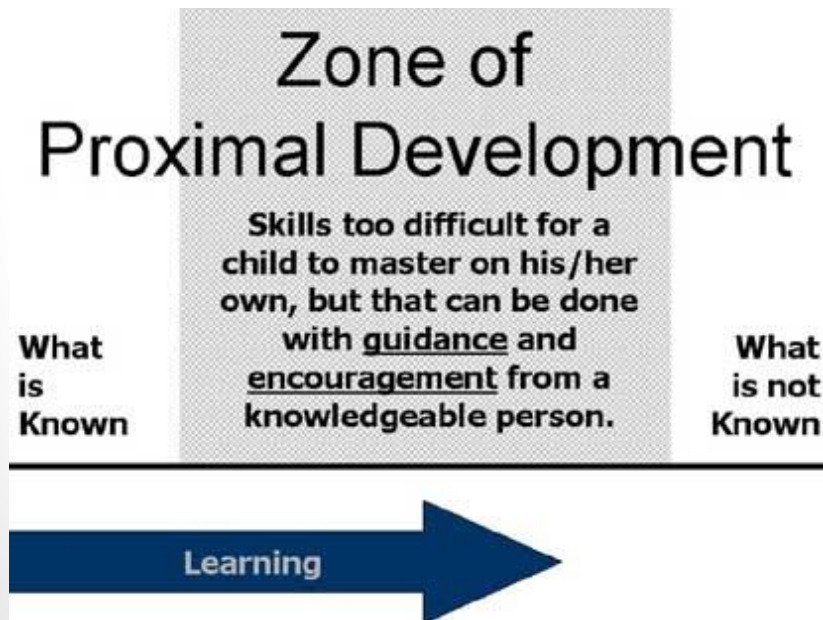 Zone of
Proximal Development
Skills too difficult for a
child to master on his/her
own, but that can be done
with guidance and
encouragement from a
knowledgeable person.
What
is
Known
What
is not
Known
Learning